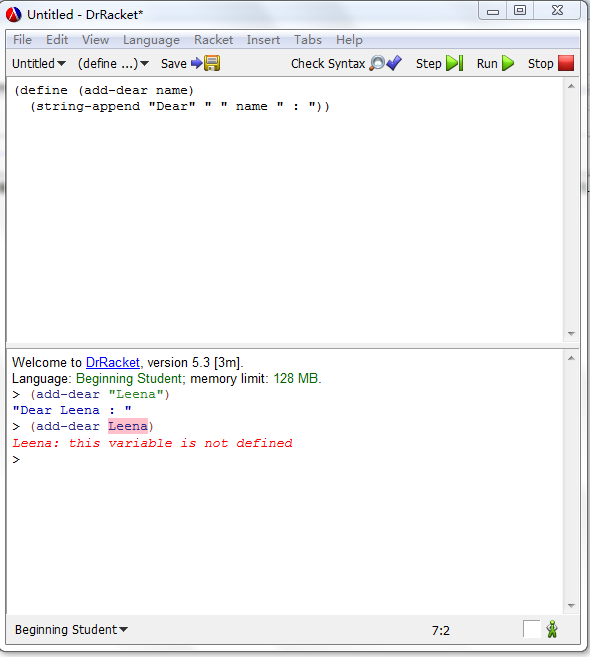 Untitled - DrRacket*
File Edit View Language Racket Insert Tabs Help
Untitled (define ...) Save Check Syntax Step Run Stop
(define (add-dear name)
  (string-append "Dear" " " name " : "))
Welcome to DrRacket, version 5.3 [3m].
Language: Beginning Student; memory limit: 128 MB.
> (add-dear "Leena")
"Dear Leena : "
> (add-dear Leena)
Leena: this variable is not defined
>
Beginning Student 7:2